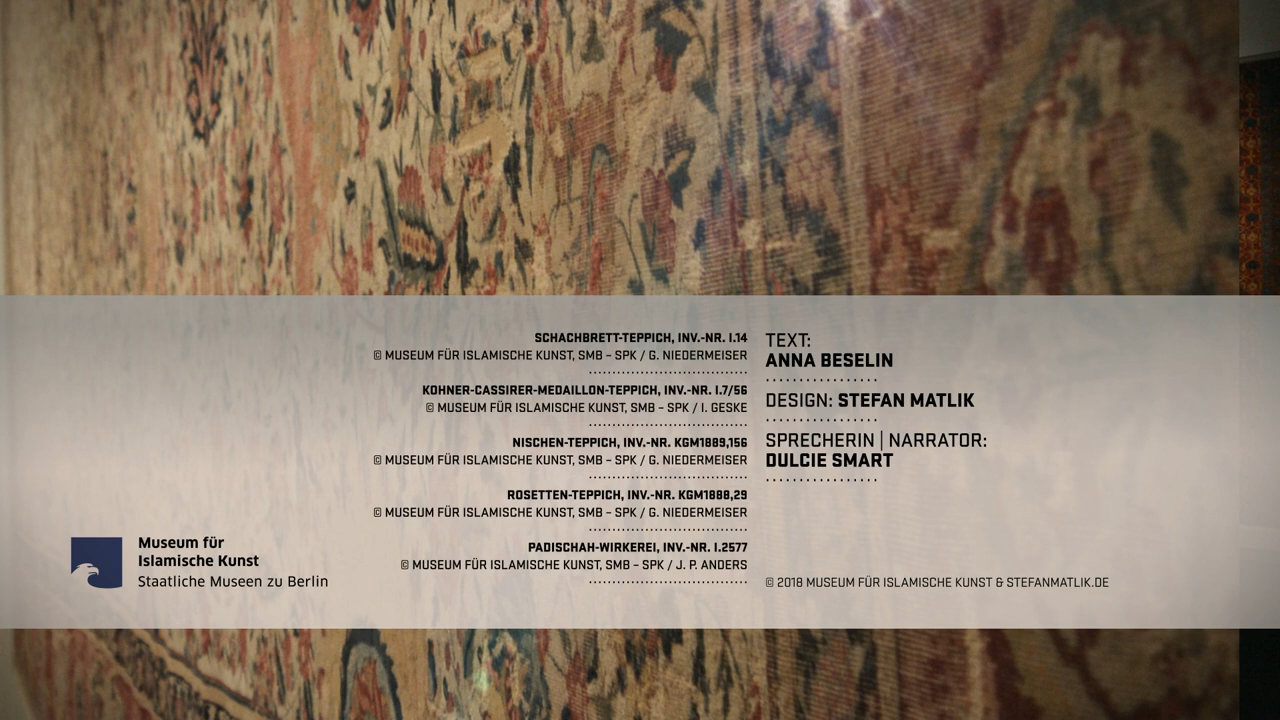 SCHACHBRETT-TEPPICH, INV.-NR. I.14
© MUSEUM FÜR ISLAMISCHE KUNST, SMB – SPK / G. NIEDERMEISER
KOHNER-CASSIRER-MEDAILLON-TEPPICH, INV.-NR. I.7/56
© MUSEUM FÜR ISLAMISCHE KUNST, SMB – SPK / I. GESKE
NISCHEN-TEPPICH, INV.-NR. KGM1889,156
© MUSEUM FÜR ISLAMISCHE KUNST, SMB – SPK / G. NIEDERMEISER
ROSETTEN-TEPPICH, INV.-NR. KGM1888,29
© MUSEUM FÜR ISLAMISCHE KUNST, SMB – SPK / G. NIEDERMEISER
PADISCHAH-WIRKEREI, INV.-NR. I.2577
© MUSEUM FÜR ISLAMISCHE KUNST, SMB – SPK / J. P. ANDERS
TEXT:
ANNA BESELIN
DESIGN: STEFAN MATLIK
SPRECHERIN | NARRATOR:
DULCIE SMART
© 2018 MUSEUM FÜR ISLAMISCHE KUNST & STEFANMATLIK.DE
Museum für
Islamische Kunst
Staatliche Museen zu Berlin